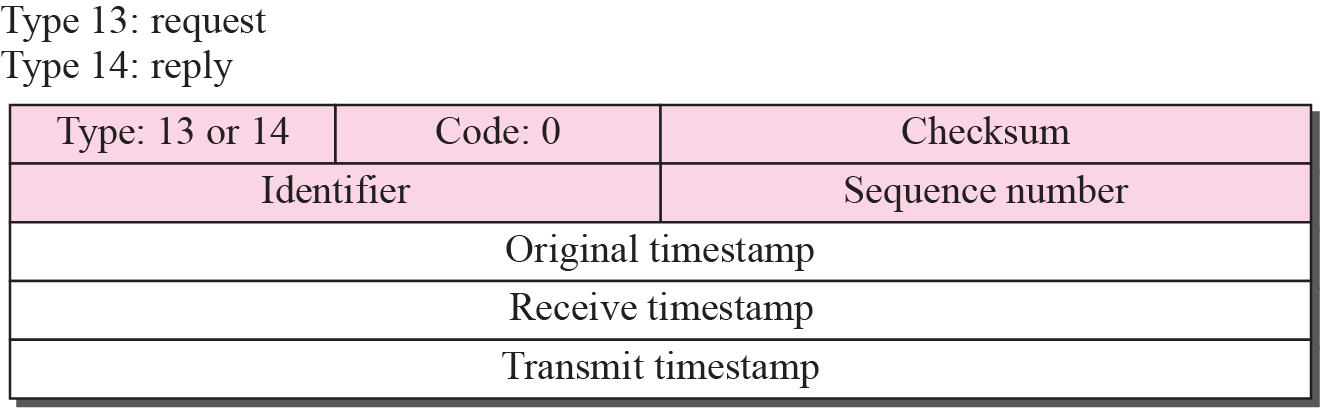 Type 13: request
Type 14: reply
Type: 13 or 14 Code: 0 Checksum
Identifier Sequence number
Original timestamp
Receive timestamp
Transmit timestamp